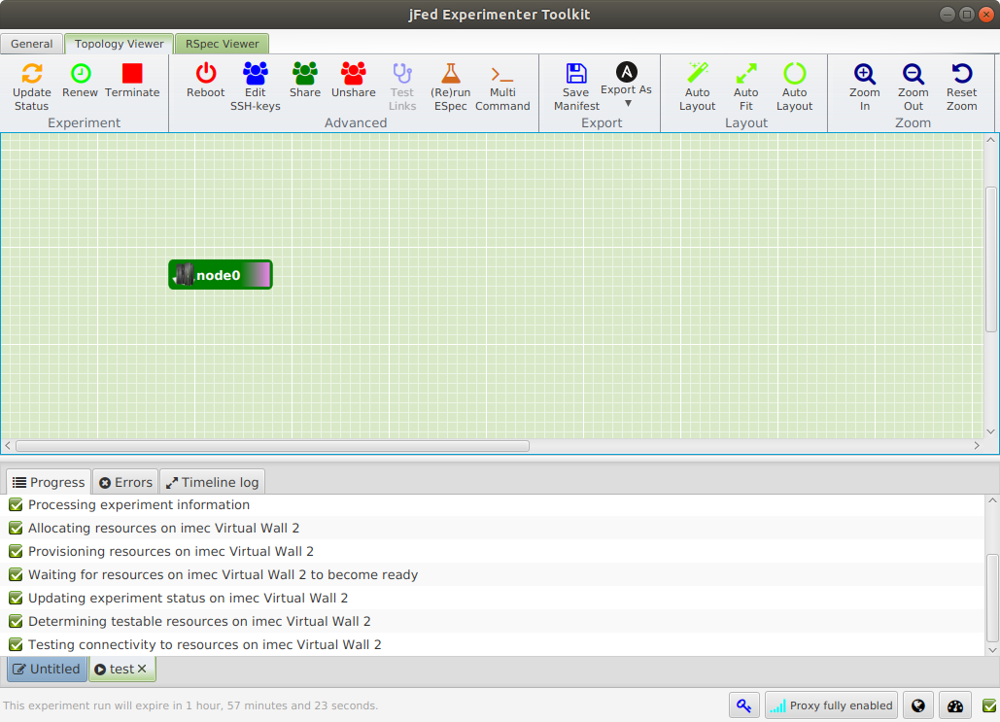 jFed Experimenter Toolkit
General
Topology Viewer
RSpec Viewer
Update Status
Renew
Terminate
Experiment
Reboot
Edit SSH-keys
Share
Unshare
Test Links
(Re)run ESpec
Multi Command
Advanced
Save Manifest
Export As
Export
Auto Layout
Auto Fit
Auto Layout
Layout
Zoom In
Zoom Out
Reset Zoom
Zoom
node0
Progress
Errors
Timeline log
Processing experiment information
Allocating resources on imec Virtual Wall 2
Provisioning resources on imec Virtual Wall 2
Waiting for resources on imec Virtual Wall 2 to become ready
Updating experiment status on imec Virtual Wall 2
Determining testable resources on imec Virtual Wall 2
Testing connectivity to resources on imec Virtual Wall 2
Untitled
test
This experiment run will expire in 1 hour, 57 minutes and 23 seconds.
Proxy fully enabled